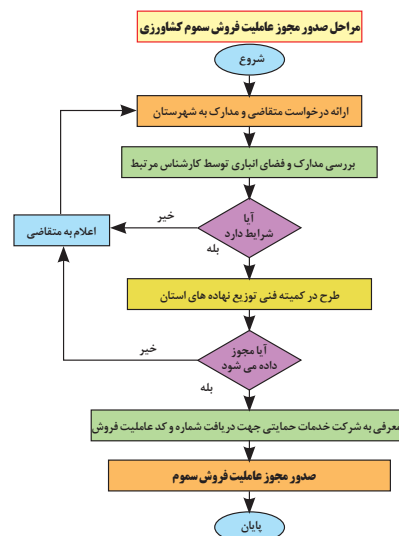 مراحل صدور مجوز عاملیت فروش سموم کشاورزی
شروع
ارائه درخواست متقاضی و مدارک به شهرستان
بررسی مدارک و فضای انباری توسط کارشناس مرتبط
آیا
شرایط دارد
خیر
اعلام به متقاضی
بله
طرح در کمیته فنی توزیع نهاده های استان
آیا مجوز
داده می شود
خیر
بله
معرفی به شرکت خدمات حمایتی جهت دریافت شماره و کد عاملیت فروش
صدور مجوز عاملیت فروش سموم
پایان